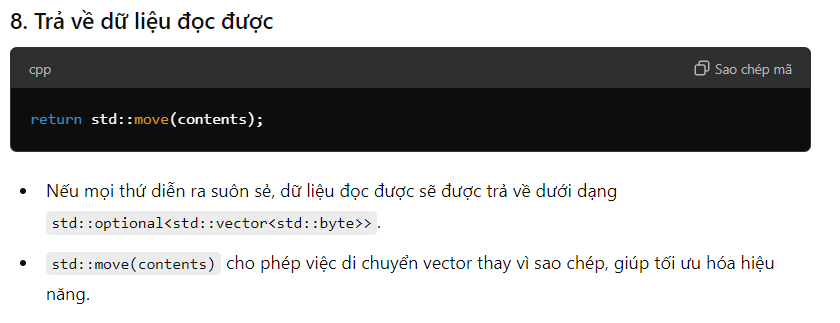 8. Trả về dữ liệu đọc được
cpp
Sao chép mã
return std::move(contents);
Nếu mọi thứ diễn ra suôn sẻ, dữ liệu đọc được sẽ được trả về dưới dạng
std::optional<std::vector<std::byte>>.
std::move(contents) cho phép việc di chuyển vector thay vì sao chép, giúp tối ưu hóa hiệu
năng.